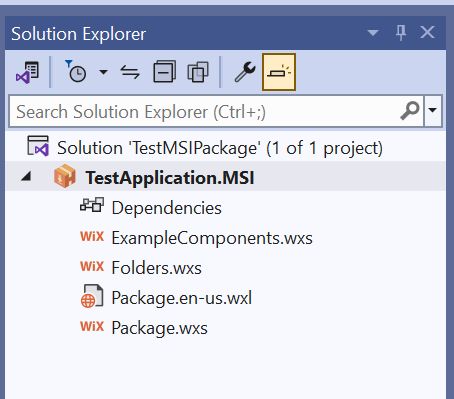 Solution Explorer
Search Solution Explorer (Ctrl+;)
Solution 'TestMSIPackage' (1 of 1 project)
TestApplication.MSI
Dependencies
WiX ExampleComponents.wxs
WiX Folders.wxs
Package.en-us.wxl
WiX Package.wxs